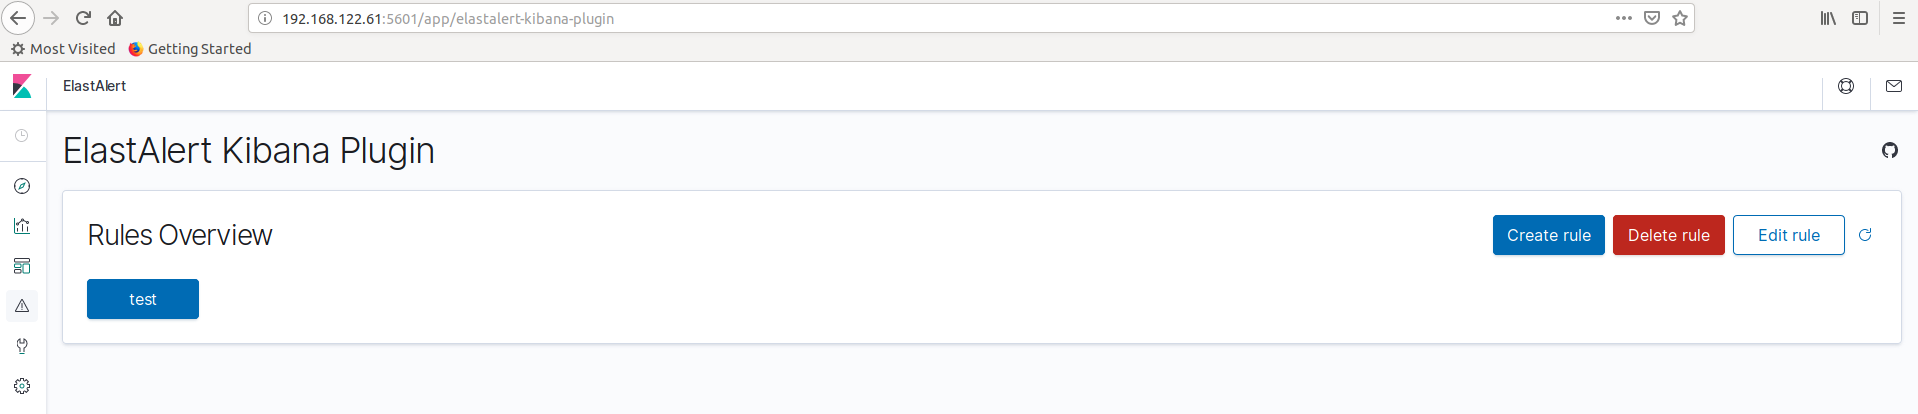 192.168.122.61:5601/app/elastalert-kibana-plugin
Most Visited Getting Started
ElastAlert
ElastAlert Kibana Plugin
Rules Overview Create rule Delete rule Edit rule
test